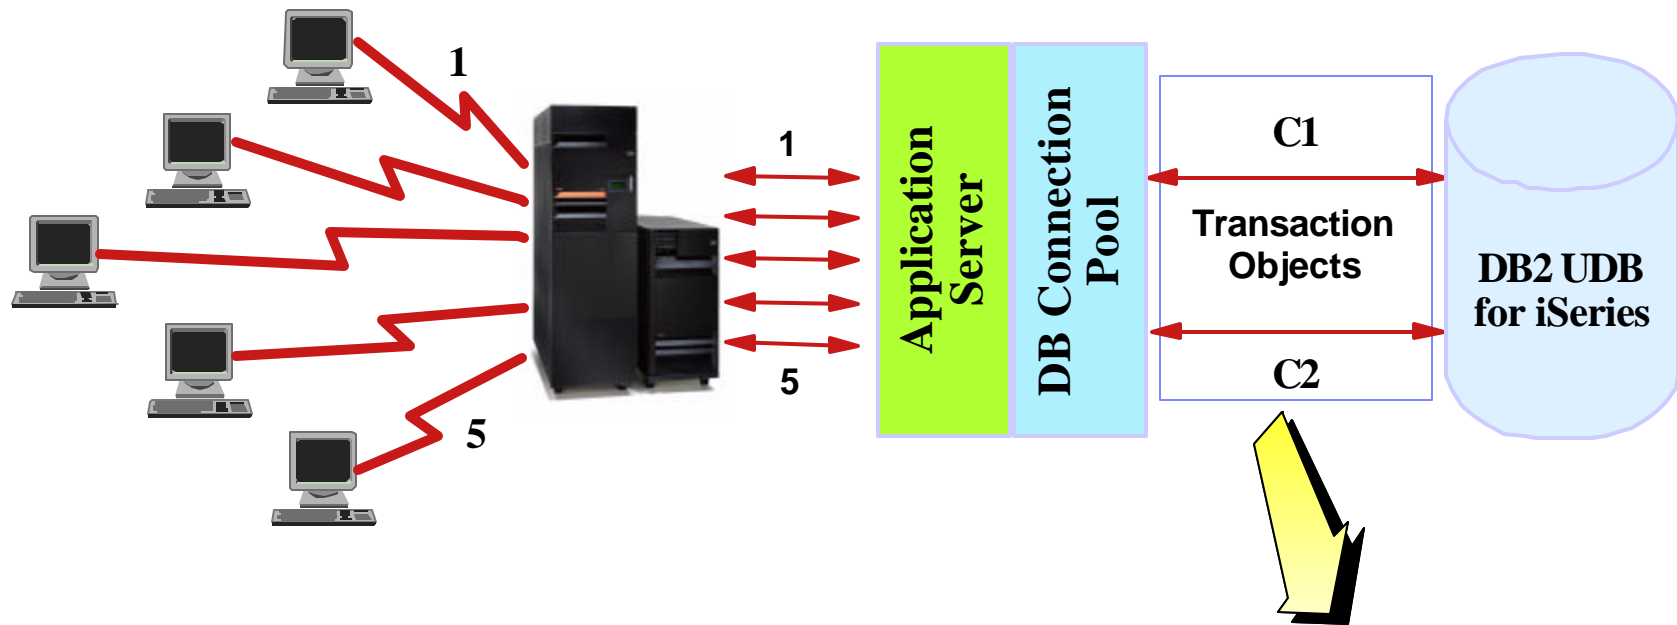 1
5
1
5
Application
Server
DB Connection
Pool
C1
Transaction
Objects
C2
DB2 UDB
for iSeries